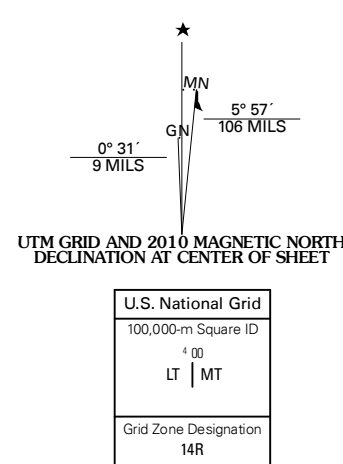 ★
MN
GN
5° 57´
106 MILS
0° 31´
9 MILS
UTM GRID AND 2010 MAGNETIC NORTH
DECLINATION AT CENTER OF SHEET
U.S. National Grid
100,000-m Square ID
4 00
LT MT
Grid Zone Designation
14R